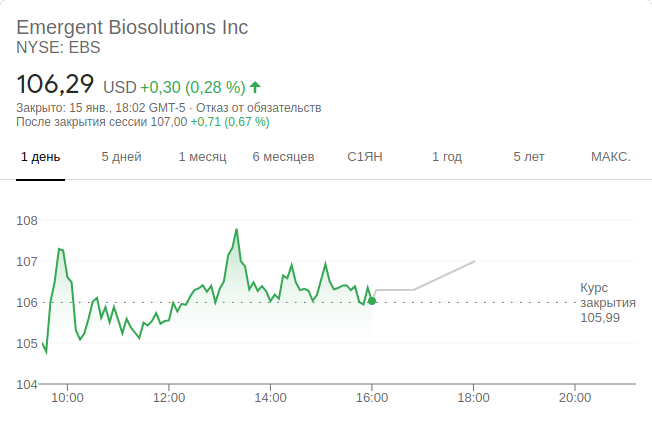 Emergent Biosolutions Inc
NYSE: EBS
106,29 USD +0,30 (0,28 %)
Закрыто: 15 янв., 18:02 GMT-5 · Отказ от обязательств
После закрытия сессии 107,00 +0,71 (0,67 %)
1 день 5 дней 1 месяц 6 месяцев С1ЯН 1 год 5 лет МАКС.
108
107
106
105
104
Курс
закрытия
105,99
10:00 12:00 14:00 16:00 18:00 20:00